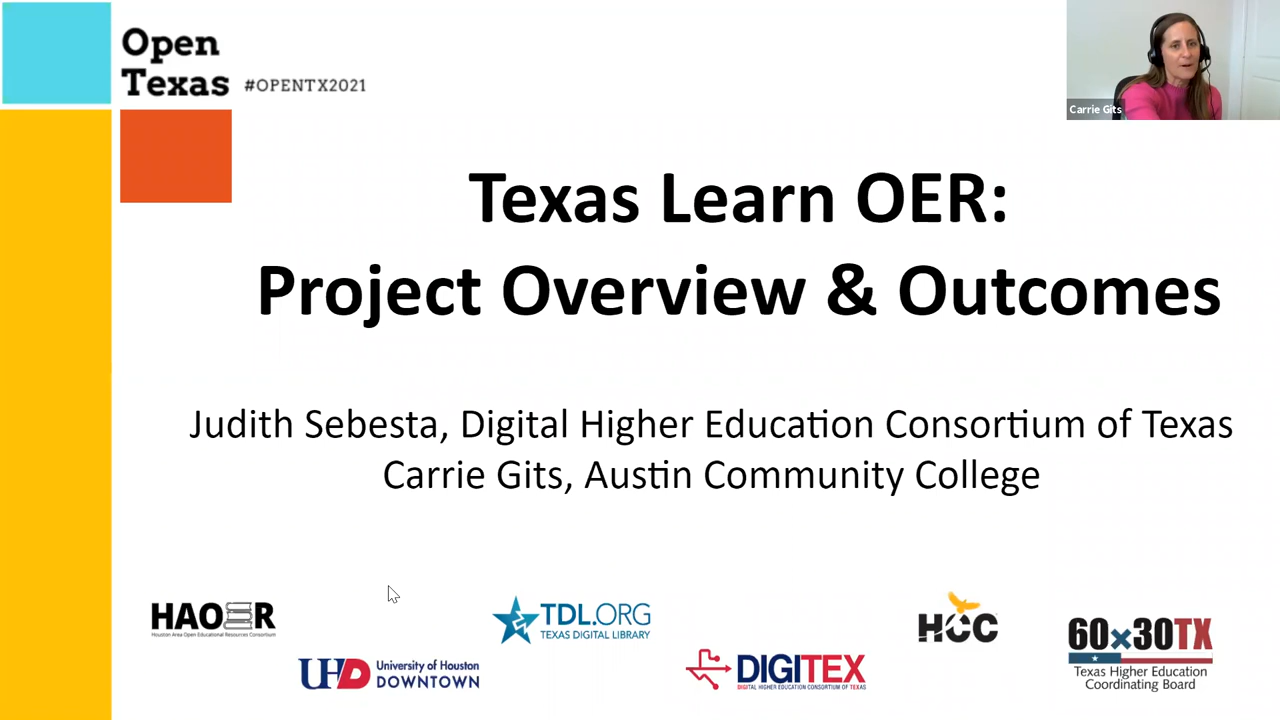 Open
Texas #OPENTX2021
Carrie Gits
Texas Learn OER:
Project Overview & Outcomes
Judith Sebesta, Digital Higher Education Consortium of Texas
Carrie Gits, Austin Community College
HAOER
Houston Area Open Educational Resources Consortium
TDL.ORG
TEXAS DIGITAL LIBRARY
HCC
60x30TX
Texas Higher Education
Coordinating Board
UHD University of Houston
DOWNTOWN
DIGITEX
DIGITAL HIGHER EDUCATION CONSORTIUM OF TEXAS